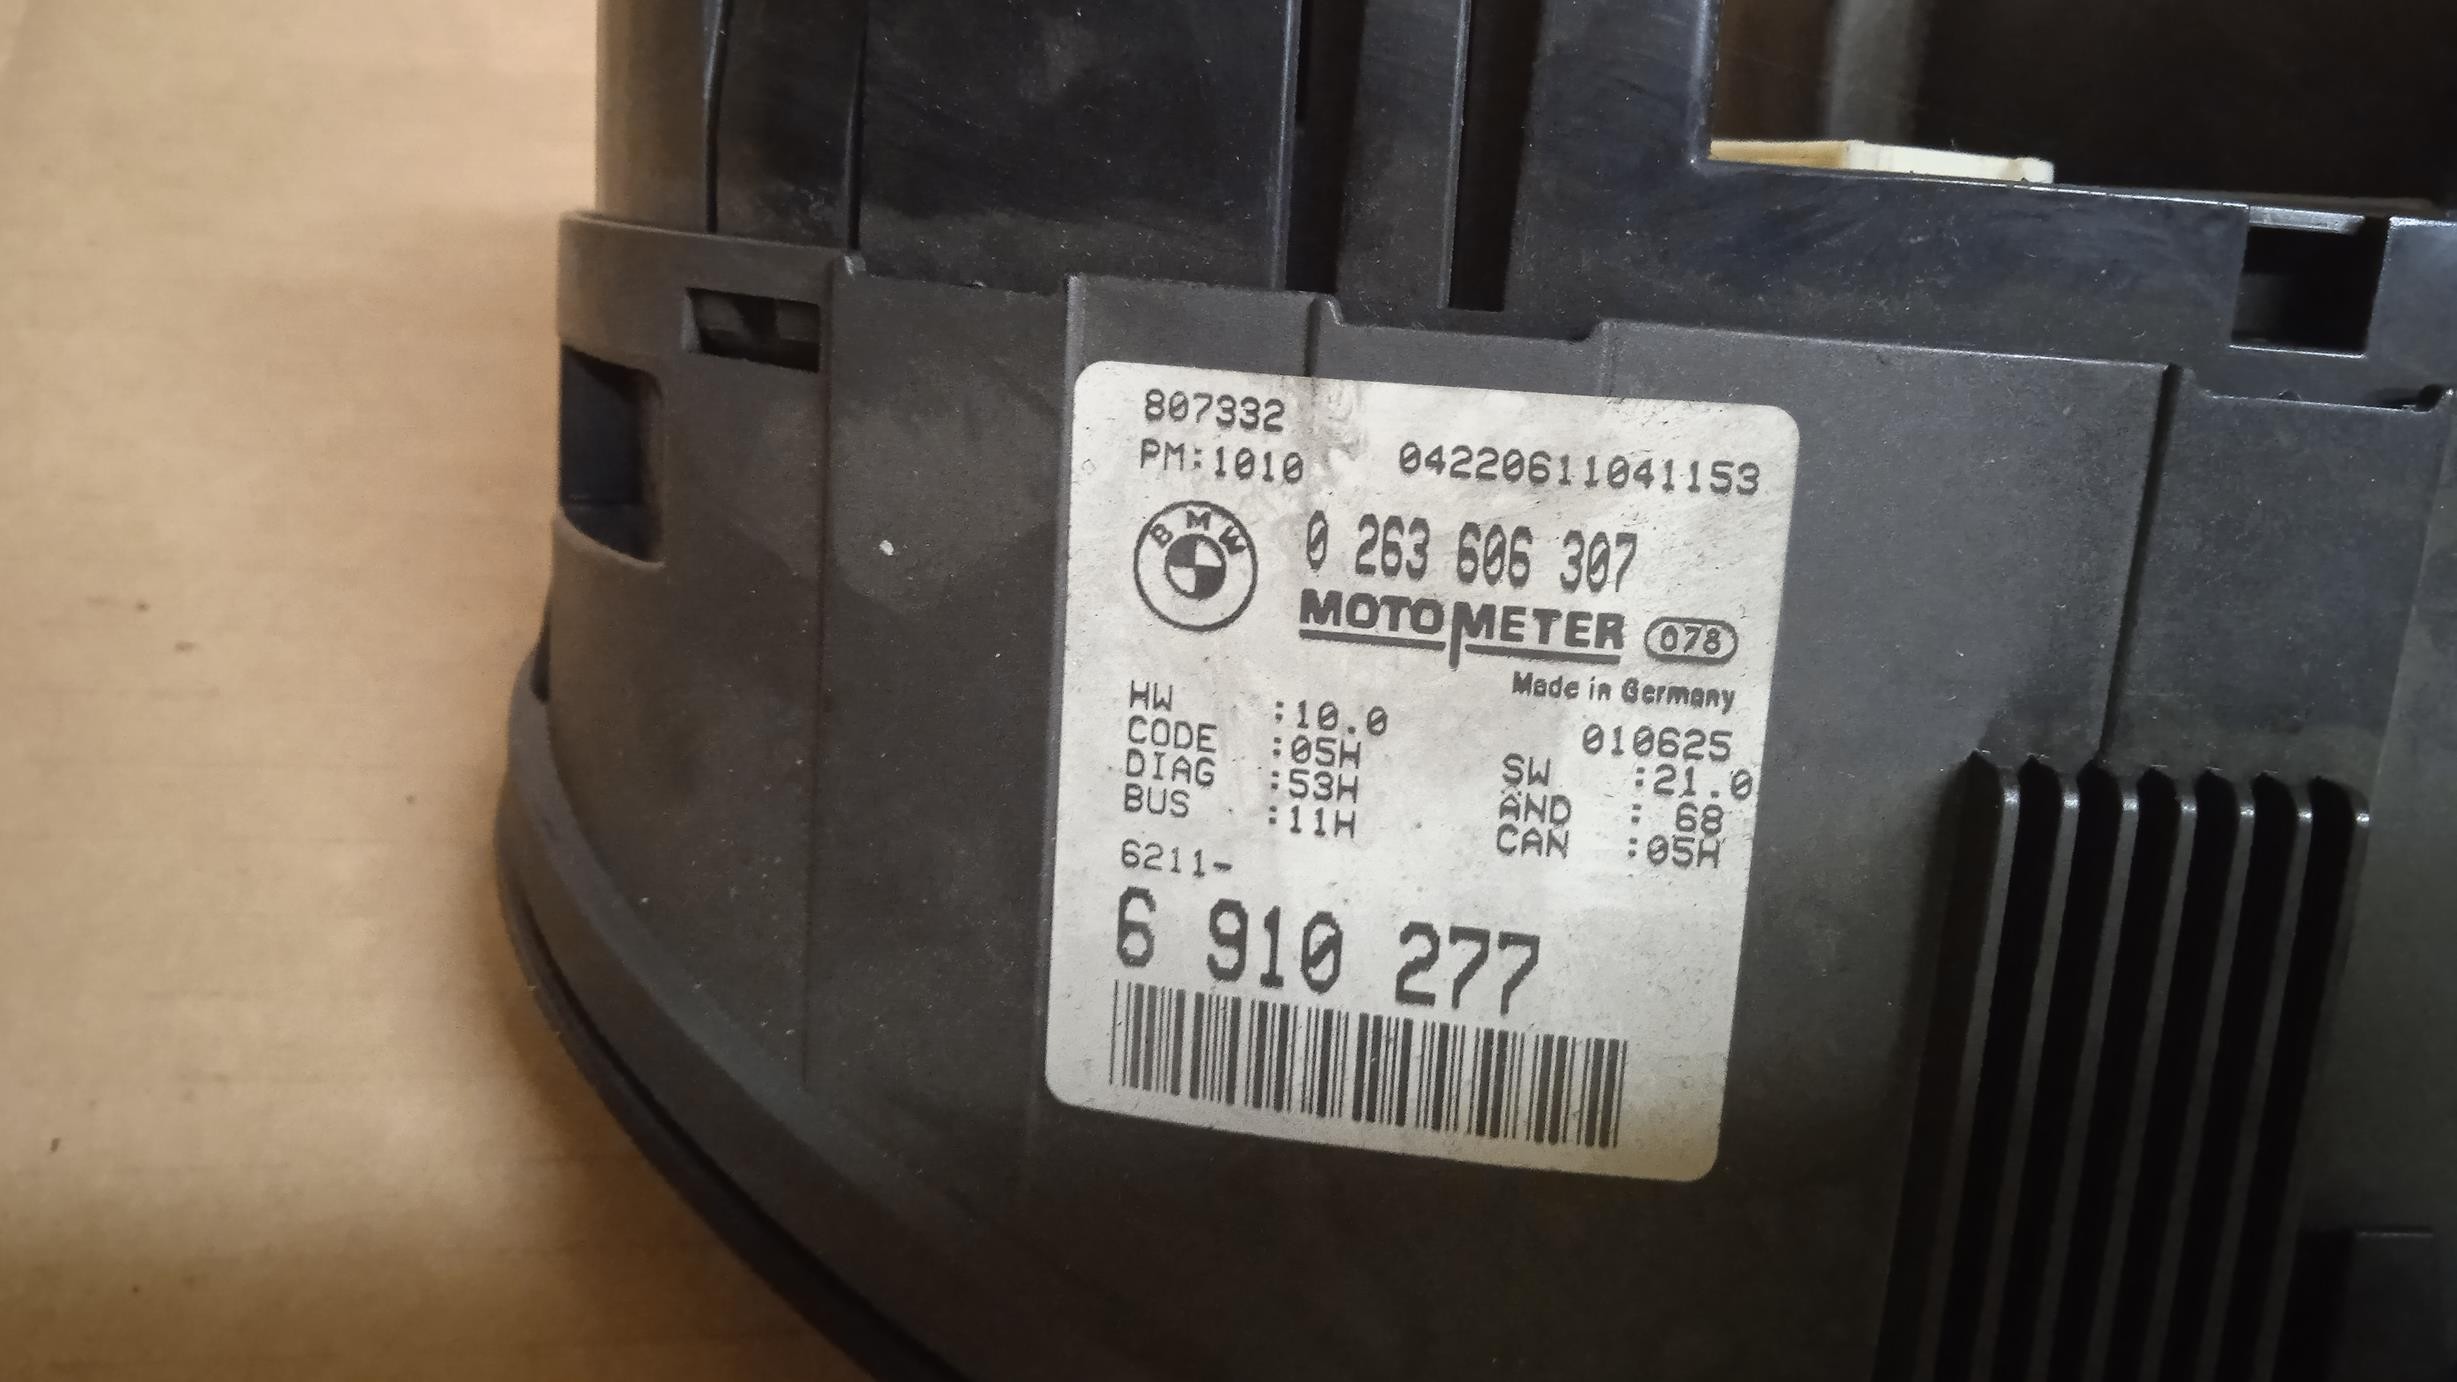 807332
PM:1010 04220611041153
BMW
0 263 606 307
MOTOMETER 078
Made in Germany
HW :10.0 010625
CODE :05H SW :21.0
DIAG :53H AND : 68
BUS :11H CAN :05H
6211-
6 910 277